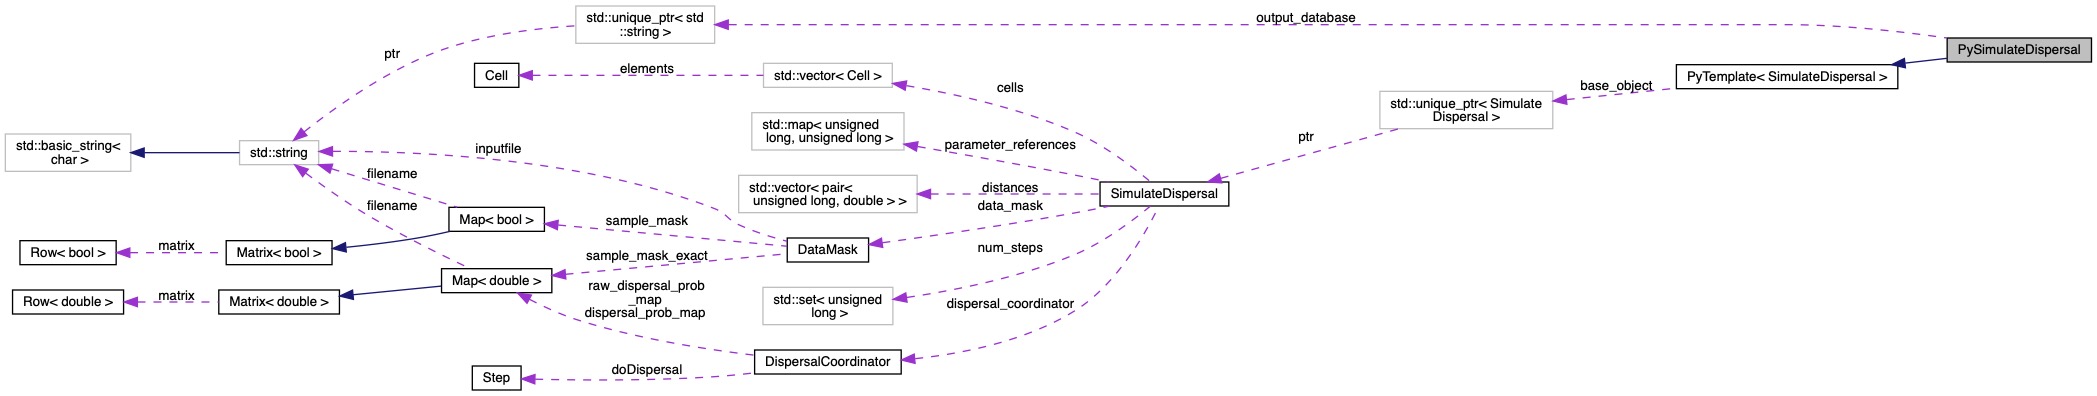 std::unique_ptr< std
::string >
output_database
PySimulateDispersal
ptr
Cell
elements
std::vector< Cell >
cells
PyTemplate< SimulateDispersal >
base_object
std::unique_ptr< Simulate
Dispersal >
std::map< unsigned
long, unsigned long >
parameter_references
ptr
std::basic_string<
char >
std::string
inputfile
filename
filename
std::vector< pair<
unsigned long, double > >
distances
SimulateDispersal
data_mask
Map< bool >
sample_mask
DataMask
num_steps
Row< bool >
matrix
Matrix< bool >
sample_mask_exact
Map< double >
raw_dispersal_prob
_map
dispersal_prob_map
Row< double >
matrix
Matrix< double >
std::set< unsigned
long >
dispersal_coordinator
DispersalCoordinator
Step
doDispersal